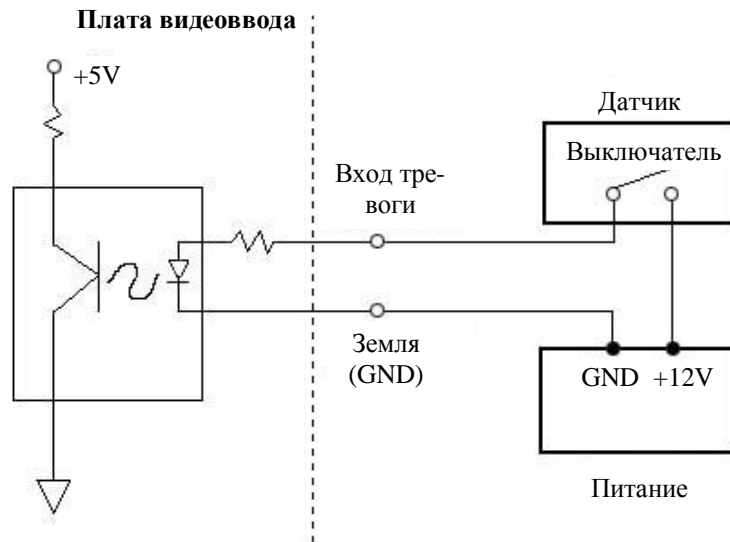 Плата видеоввода
+5V
Датчик
Выключатель
Вход тре-
воги
Земля
(GND)
GND +12V
Питание